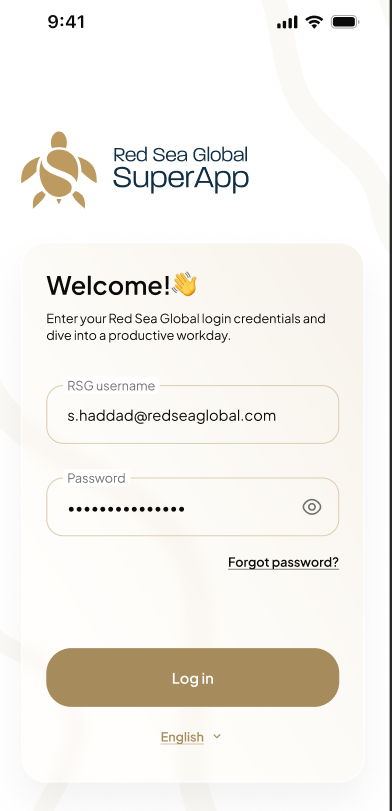 9:41
Red Sea Global
SuperApp
Welcome!👋
Enter your Red Sea Global login credentials and
dive into a productive workday.
RSG username
s.haddad@redseaglobal.com
Password
•••••••••••••••
Forgot password?
Log in
English